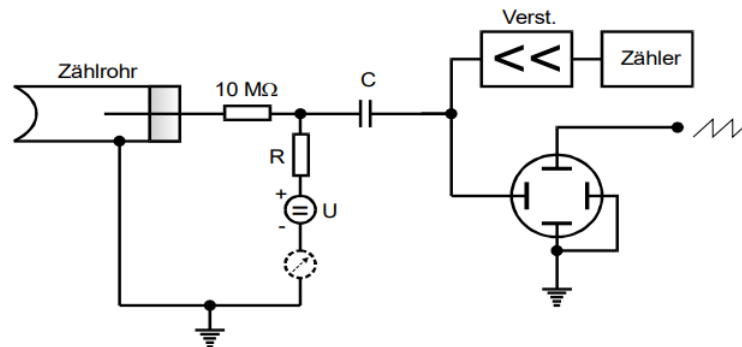 Verst.
<<
Zähler
Zählrohr
10 MΩ
C
R
+
=
U
-